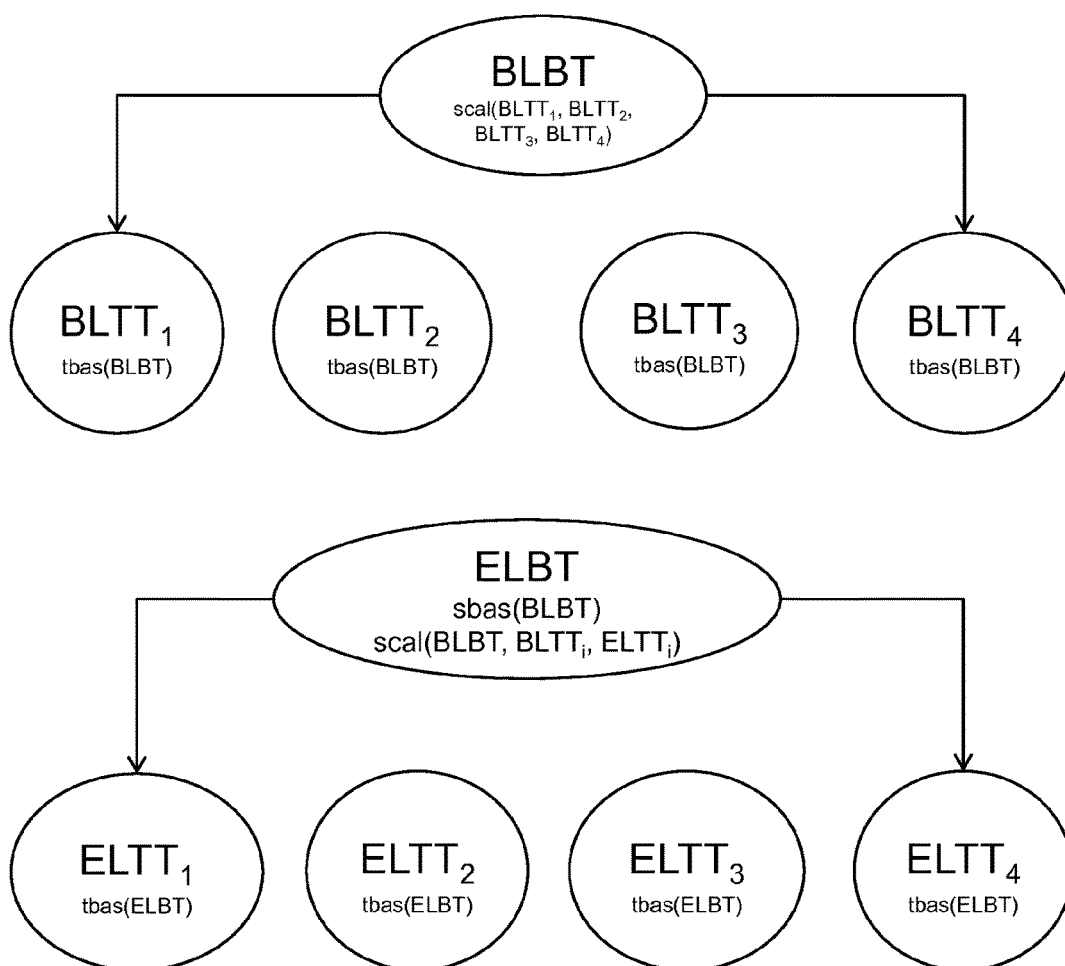 BLBT
scal(BLTT₁, BLTT₂,
BLTT₃, BLTT₄)
BLTT₁
tbas(BLBT)
BLTT₂
tbas(BLBT)
BLTT₃
tbas(BLBT)
BLTT₄
tbas(BLBT)
ELBT
sbas(BLBT)
scal(BLBT, BLTTᵢ, ELTTᵢ)
ELTT₁
tbas(ELBT)
ELTT₂
tbas(ELBT)
ELTT₃
tbas(ELBT)
ELTT₄
tbas(ELBT)